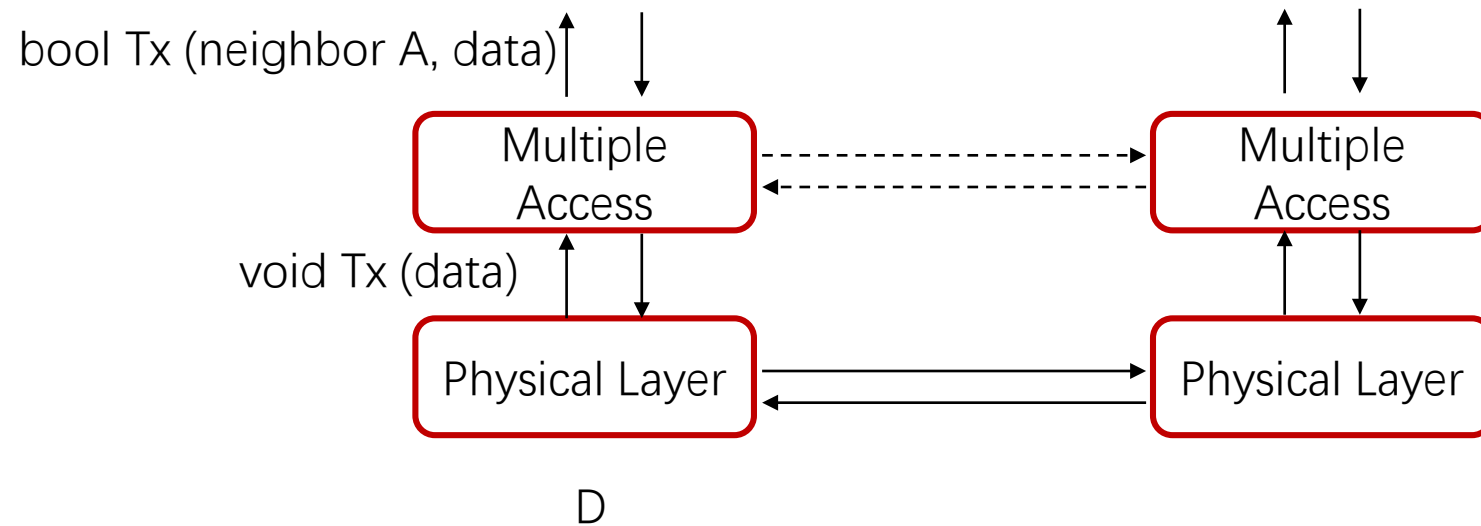 bool Tx (neighbor A, data)
Multiple
Access
Multiple
Access
void Tx (data)
Physical Layer
Physical Layer
D